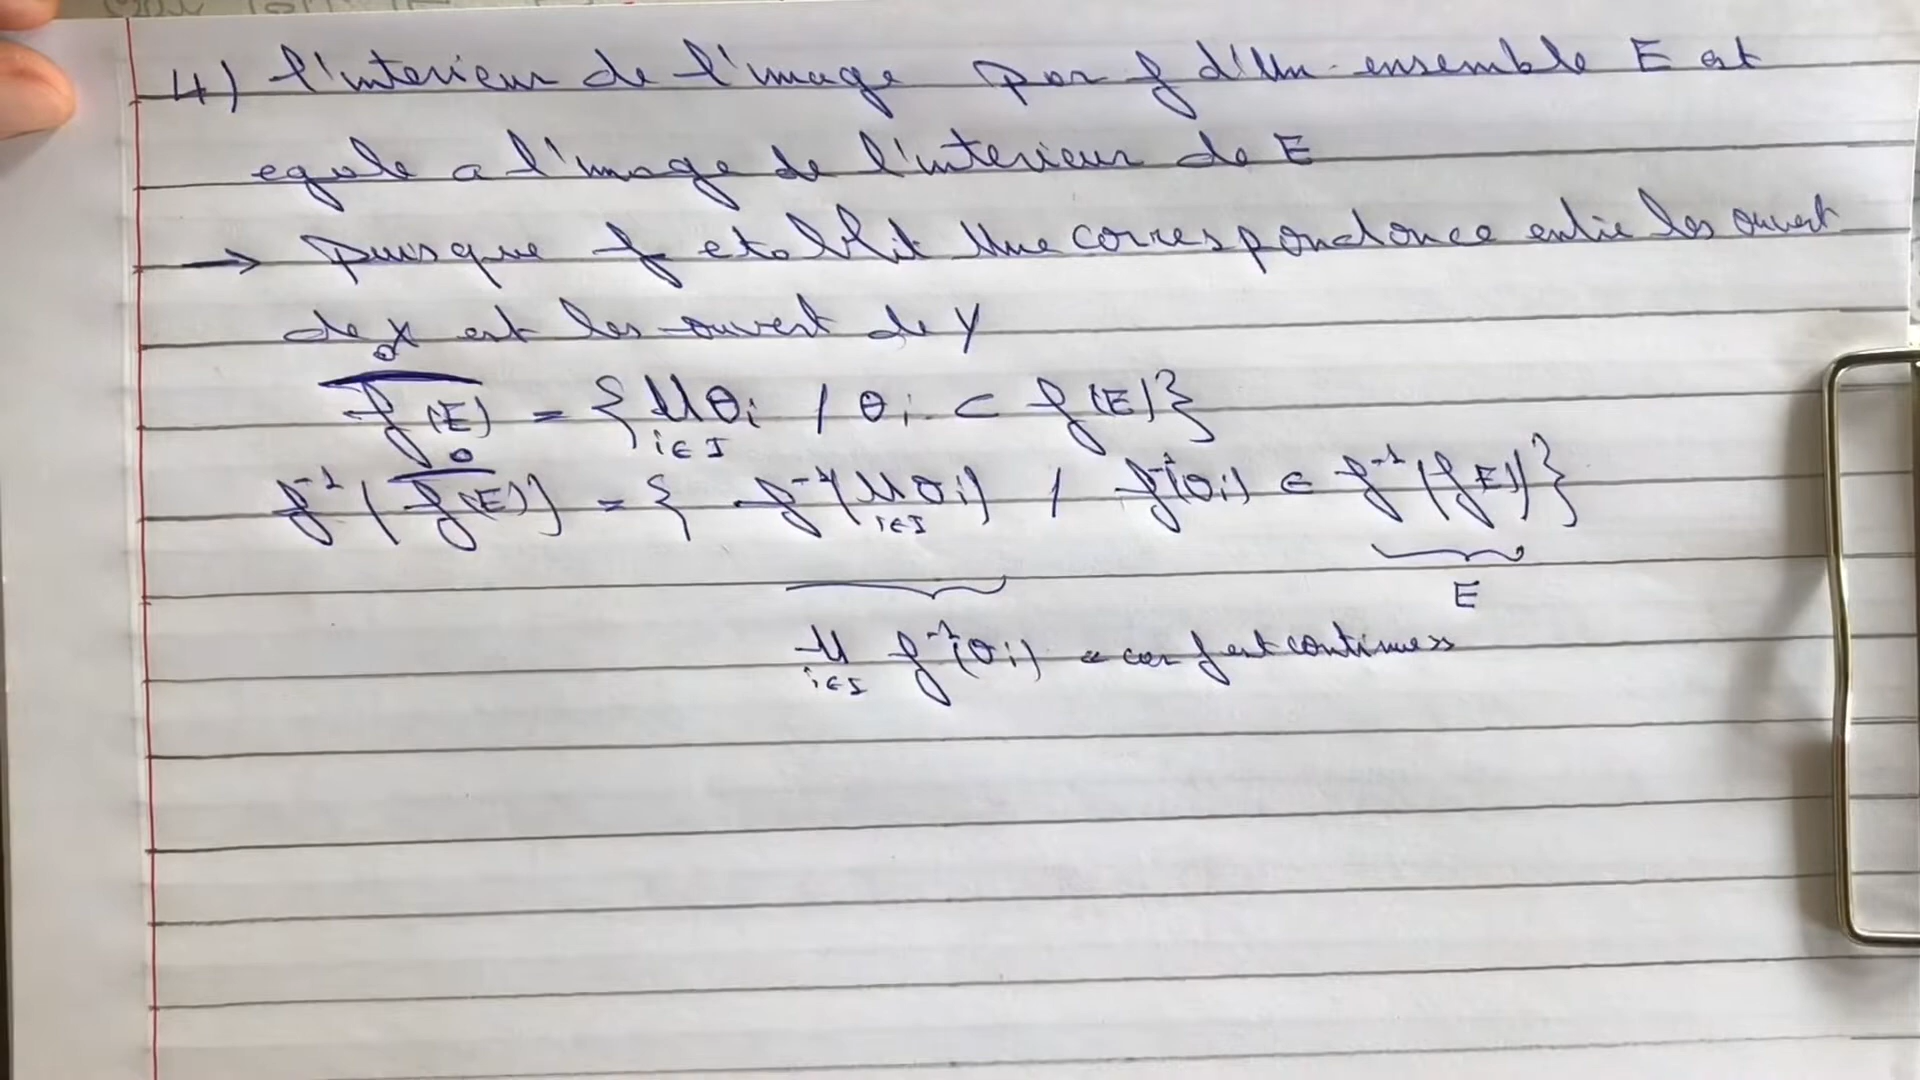 4) l'interieur de l'image par f d'un ensemble E est
egale a l'image de l'interieur de E
→ Puisque f etablit une correspondance entre les ouvert
de X est les ouvert de Y
f(E)° = { ∪ θi / θi ⊂ f(E) }
i∈I
f⁻¹( f(E)° ) = { f⁻¹( ∪ θi ) / f⁻¹(θi) ⊂ f⁻¹(f(E)) }
i∈I
E
∪ f⁻¹(θi) « car f est continue »
i∈I